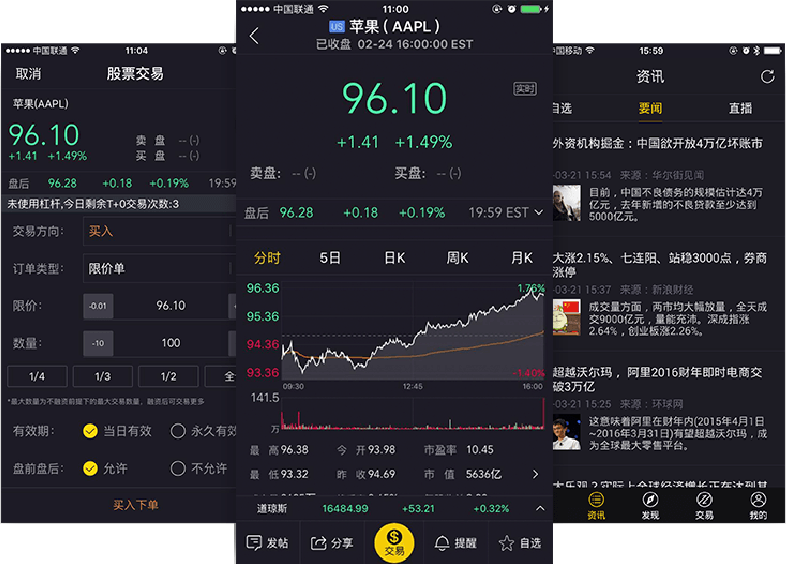 中国联通
11:04
取消
股票交易
苹果(AAPL)
96.10
+1.41 +1.49%
卖 盘 -- (-)
买 盘 -- (-)
盘后 96.28 +0.18 +0.19% 19:59
未使用杠杆,今日剩余T+0交易次数:3
交易方向: 买入
订单类型: 限价单
限价: -0.01 96.10
数量: -10 100
1/4 1/3 1/2 全
*最大数量为不融资前提下的最大交易数量，融资后可交易更多
有效期: 当日有效 永久有效
盘前盘后: 允许 不允许
买入下单
中国联通
11:00
US 苹果 ( AAPL )
已收盘 02-24 16:00:00 EST
96.10
实时
+1.41 +1.49%
卖盘: -- (-) 买盘: -- (-)
盘后 96.28 +0.18 +0.19% 19:59 EST
分时 5日 日K 周K 月K
96.36 1.76%
95.36
94.36
93.36 -1.40%
09:30 12:45 16:00
141.5
万
最 高 96.38 今 开 93.98 市盈率 10.45
最 低 93.32 昨 收 94.69 市 值 5636亿
道琼斯 16484.99 +53.21 +0.32%
发帖 分享 交易 提醒 自选
中国移动
15:59
资讯
自选 要闻 直播
外资机构掘金：中国欲开放4万亿坏账市
-03-21 15:54 来源：华尔街见闻
目前，中国不良债务的规模估计达4万
亿，去年新增的不良贷款至少达到
5000亿元。
大涨2.15%、七连阳、站稳3000点，券商
涨停
-03-21 15:37 来源：新浪财经
成交量方面，两市均大幅放量，全天成
交9000亿元，量能充沛。深成指涨
2.64%，创业板涨2.26%。
超越沃尔玛，阿里2016财年即时电商交
破3万亿
-03-21 15:25 来源：环球网
这意味着阿里在财年内(2015年4月1日
~2016年3月31日)有望超越沃尔玛，成
为全球最大零售平台。
资讯 发现 交易 我的